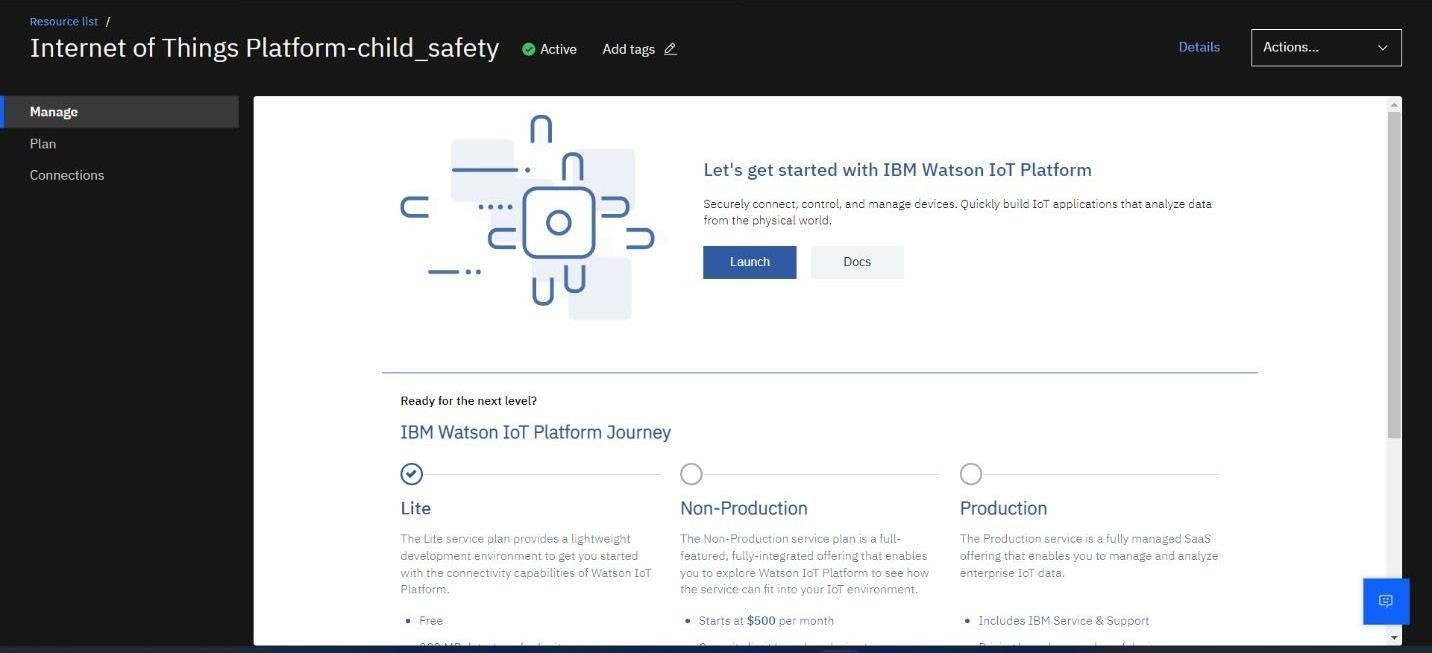 Resource list /
Internet of Things Platform-child_safety
Active
Add tags
Details
Actions...
Manage
Plan
Connections
Let's get started with IBM Watson IoT Platform
Securely connect, control, and manage devices. Quickly build IoT applications that analyze data
from the physical world.
Launch
Docs
Ready for the next level?
IBM Watson IoT Platform Journey
Lite
The Lite service plan provides a lightweight
development environment to get you started
with the connectivity capabilities of Watson IoT
Platform.
• Free
Non-Production
The Non-Production service plan is a full-
featured, fully-integrated offering that enables
you to explore Watson IoT Platform to see how
the service can fit into your IoT environment.
• Starts at $500 per month
Production
The Production service is a fully managed SaaS
offering that enables you to manage and analyze
enterprise IoT data.
• Includes IBM Service & Support